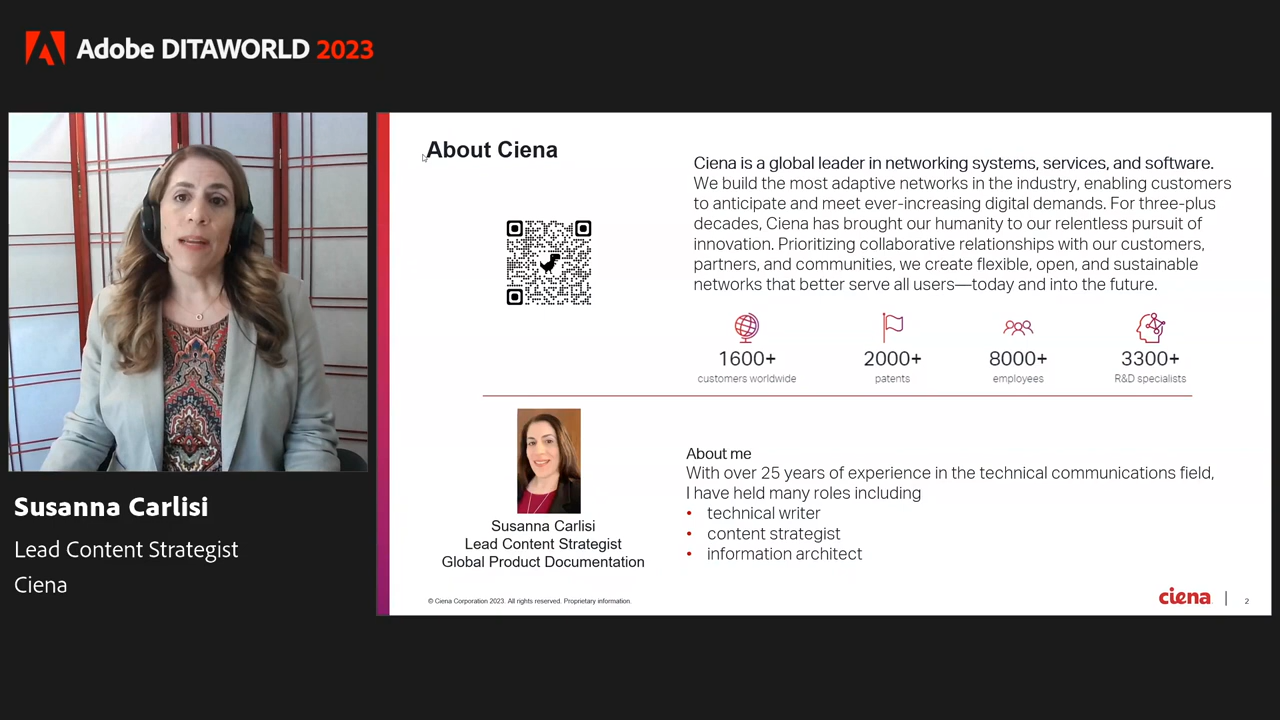 Adobe DITAWORLD 2023
Susanna Carlisi
Lead Content Strategist
Ciena
About Ciena
Ciena is a global leader in networking systems, services, and software.
We build the most adaptive networks in the industry, enabling customers
to anticipate and meet ever-increasing digital demands. For three-plus
decades, Ciena has brought our humanity to our relentless pursuit of
innovation. Prioritizing collaborative relationships with our customers,
partners, and communities, we create flexible, open, and sustainable
networks that better serve all users—today and into the future.
1600+
customers worldwide
2000+
patents
8000+
employees
3300+
R&D specialists
Susanna Carlisi
Lead Content Strategist
Global Product Documentation
About me
With over 25 years of experience in the technical communications field,
I have held many roles including
• technical writer
• content strategist
• information architect
© Ciena Corporation 2023. All rights reserved. Proprietary information.
ciena
2